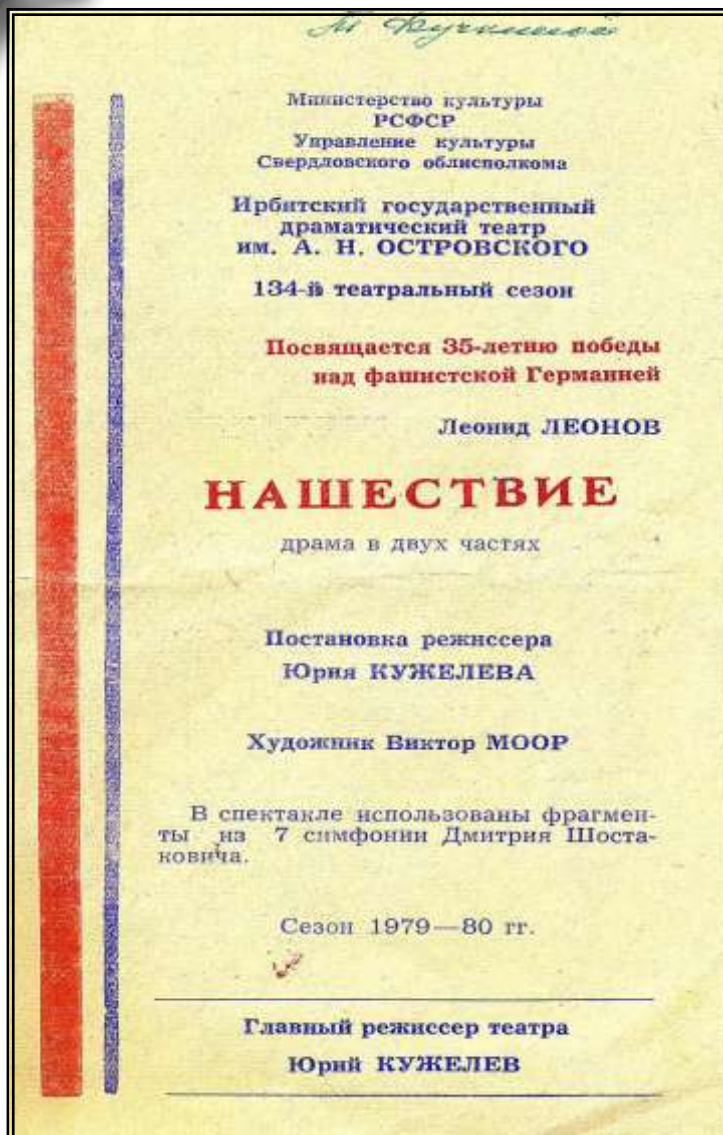 Министерство культуры
РСФСР
Управление культуры
Свердловского облисполкома
Ирбитский государственный
драматический театр
им. А. Н. ОСТРОВСКОГО
134-й театральный сезон
Посвящается 35-летию победы
над фашистской Германией
Леонид ЛЕОНОВ
НАШЕСТВИЕ
драма в двух частях
Постановка режиссера
Юрия КУЖЕЛЕВА
Художник Виктор МООР
В спектакле использованы фрагмен-
ты из 7 симфонии Дмитрия Шоста-
ковича.
Сезон 1979—80 гг.
Главный режиссер театра
Юрий КУЖЕЛЕВ